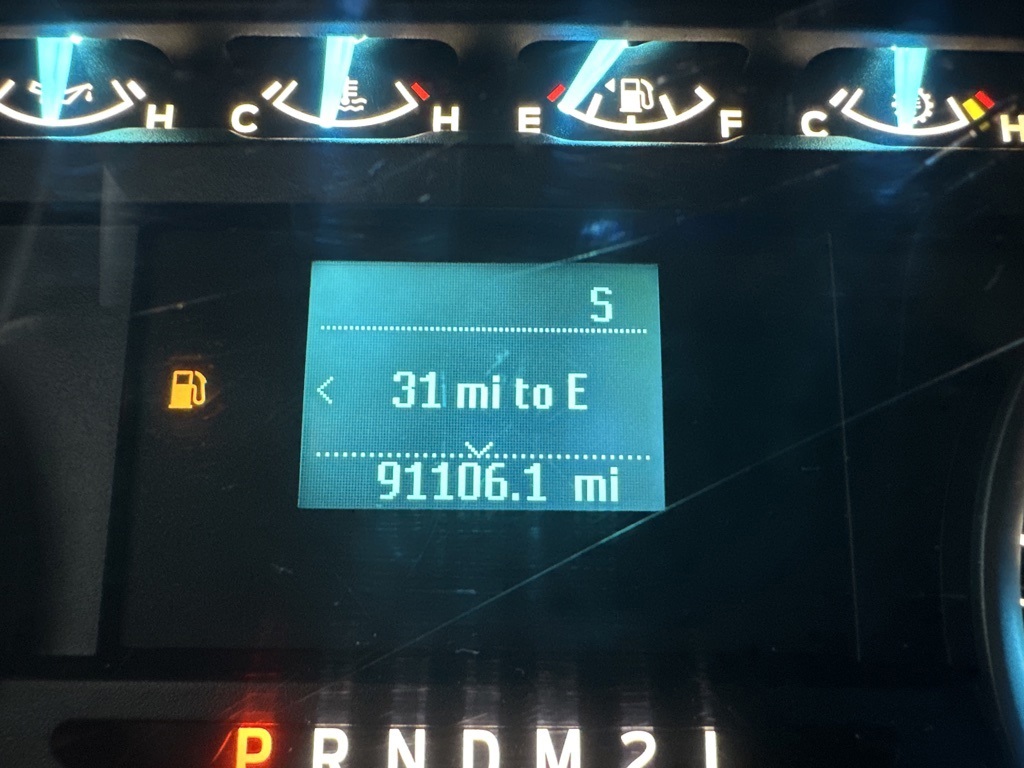 H C H E F C H
S
< 31 mi to E
91106.1 mi
P R N D M 2 1